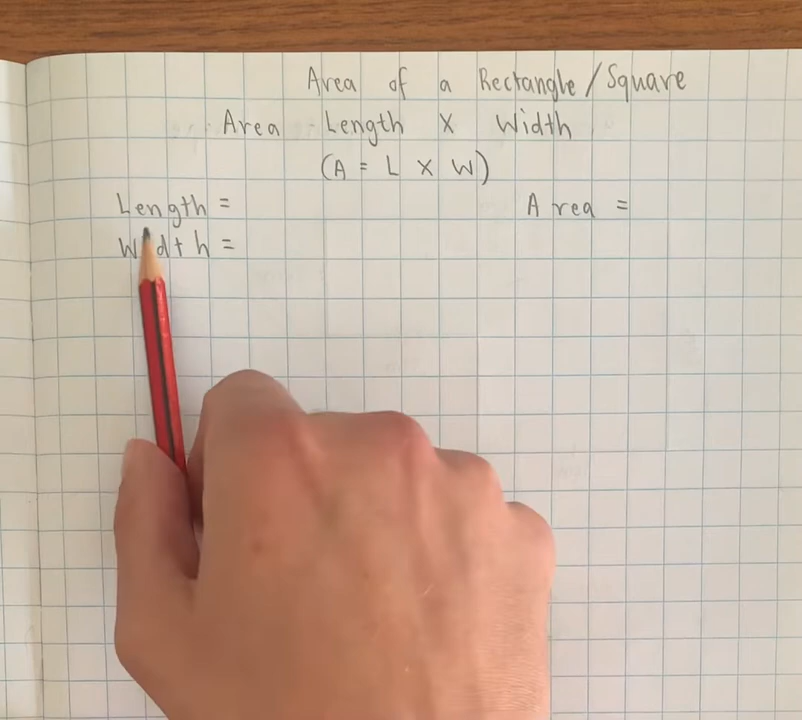 Area of a Rectangle/Square
Area Length X Width
(A = L X W)
Length =
Area =
Width =